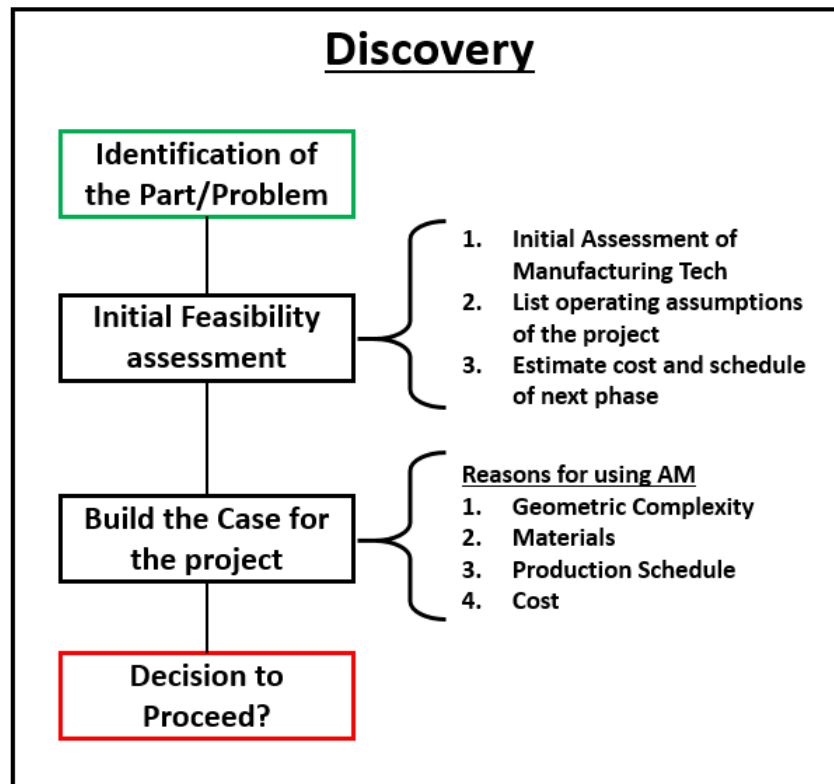 Discovery
Identification of
the Part/Problem
Initial Feasibility
assessment
1. Initial Assessment of
Manufacturing Tech
2. List operating assumptions
of the project
3. Estimate cost and schedule
of next phase
Build the Case for
the project
Reasons for using AM
1. Geometric Complexity
2. Materials
3. Production Schedule
4. Cost
Decision to
Proceed?